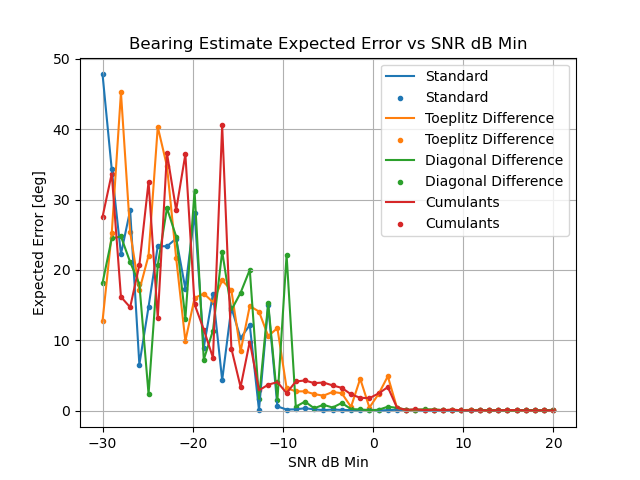 Bearing Estimate Expected Error vs SNR dB Min
Expected Error [deg]
50
40
30
20
10
0
Standard
Standard
Toeplitz Difference
Toeplitz Difference
Diagonal Difference
Diagonal Difference
Cumulants
Cumulants
−30
−20
−10
0
10
20
SNR dB Min